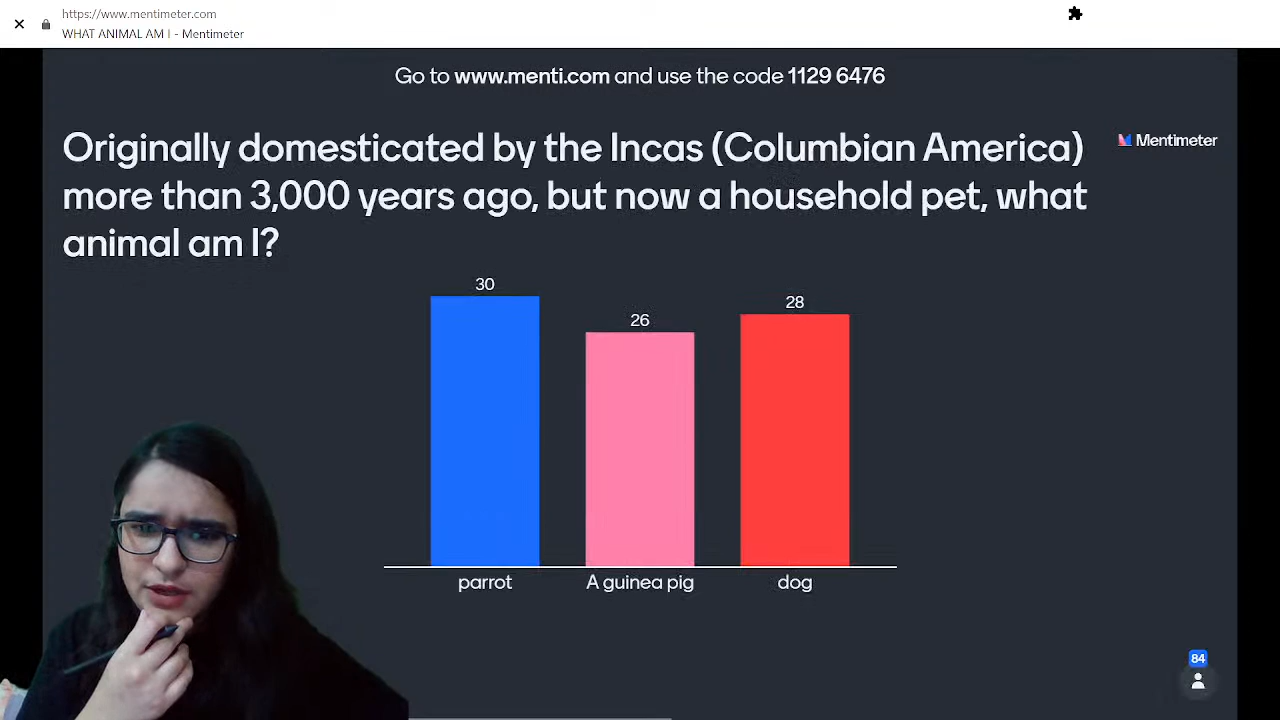 https://www.mentimeter.com
WHAT ANIMAL AM I - Mentimeter
Go to www.menti.com and use the code 1129 6476
Originally domesticated by the Incas (Columbian America)
more than 3,000 years ago, but now a household pet, what
animal am I?
Mentimeter
30
26
28
parrot
A guinea pig
dog
84